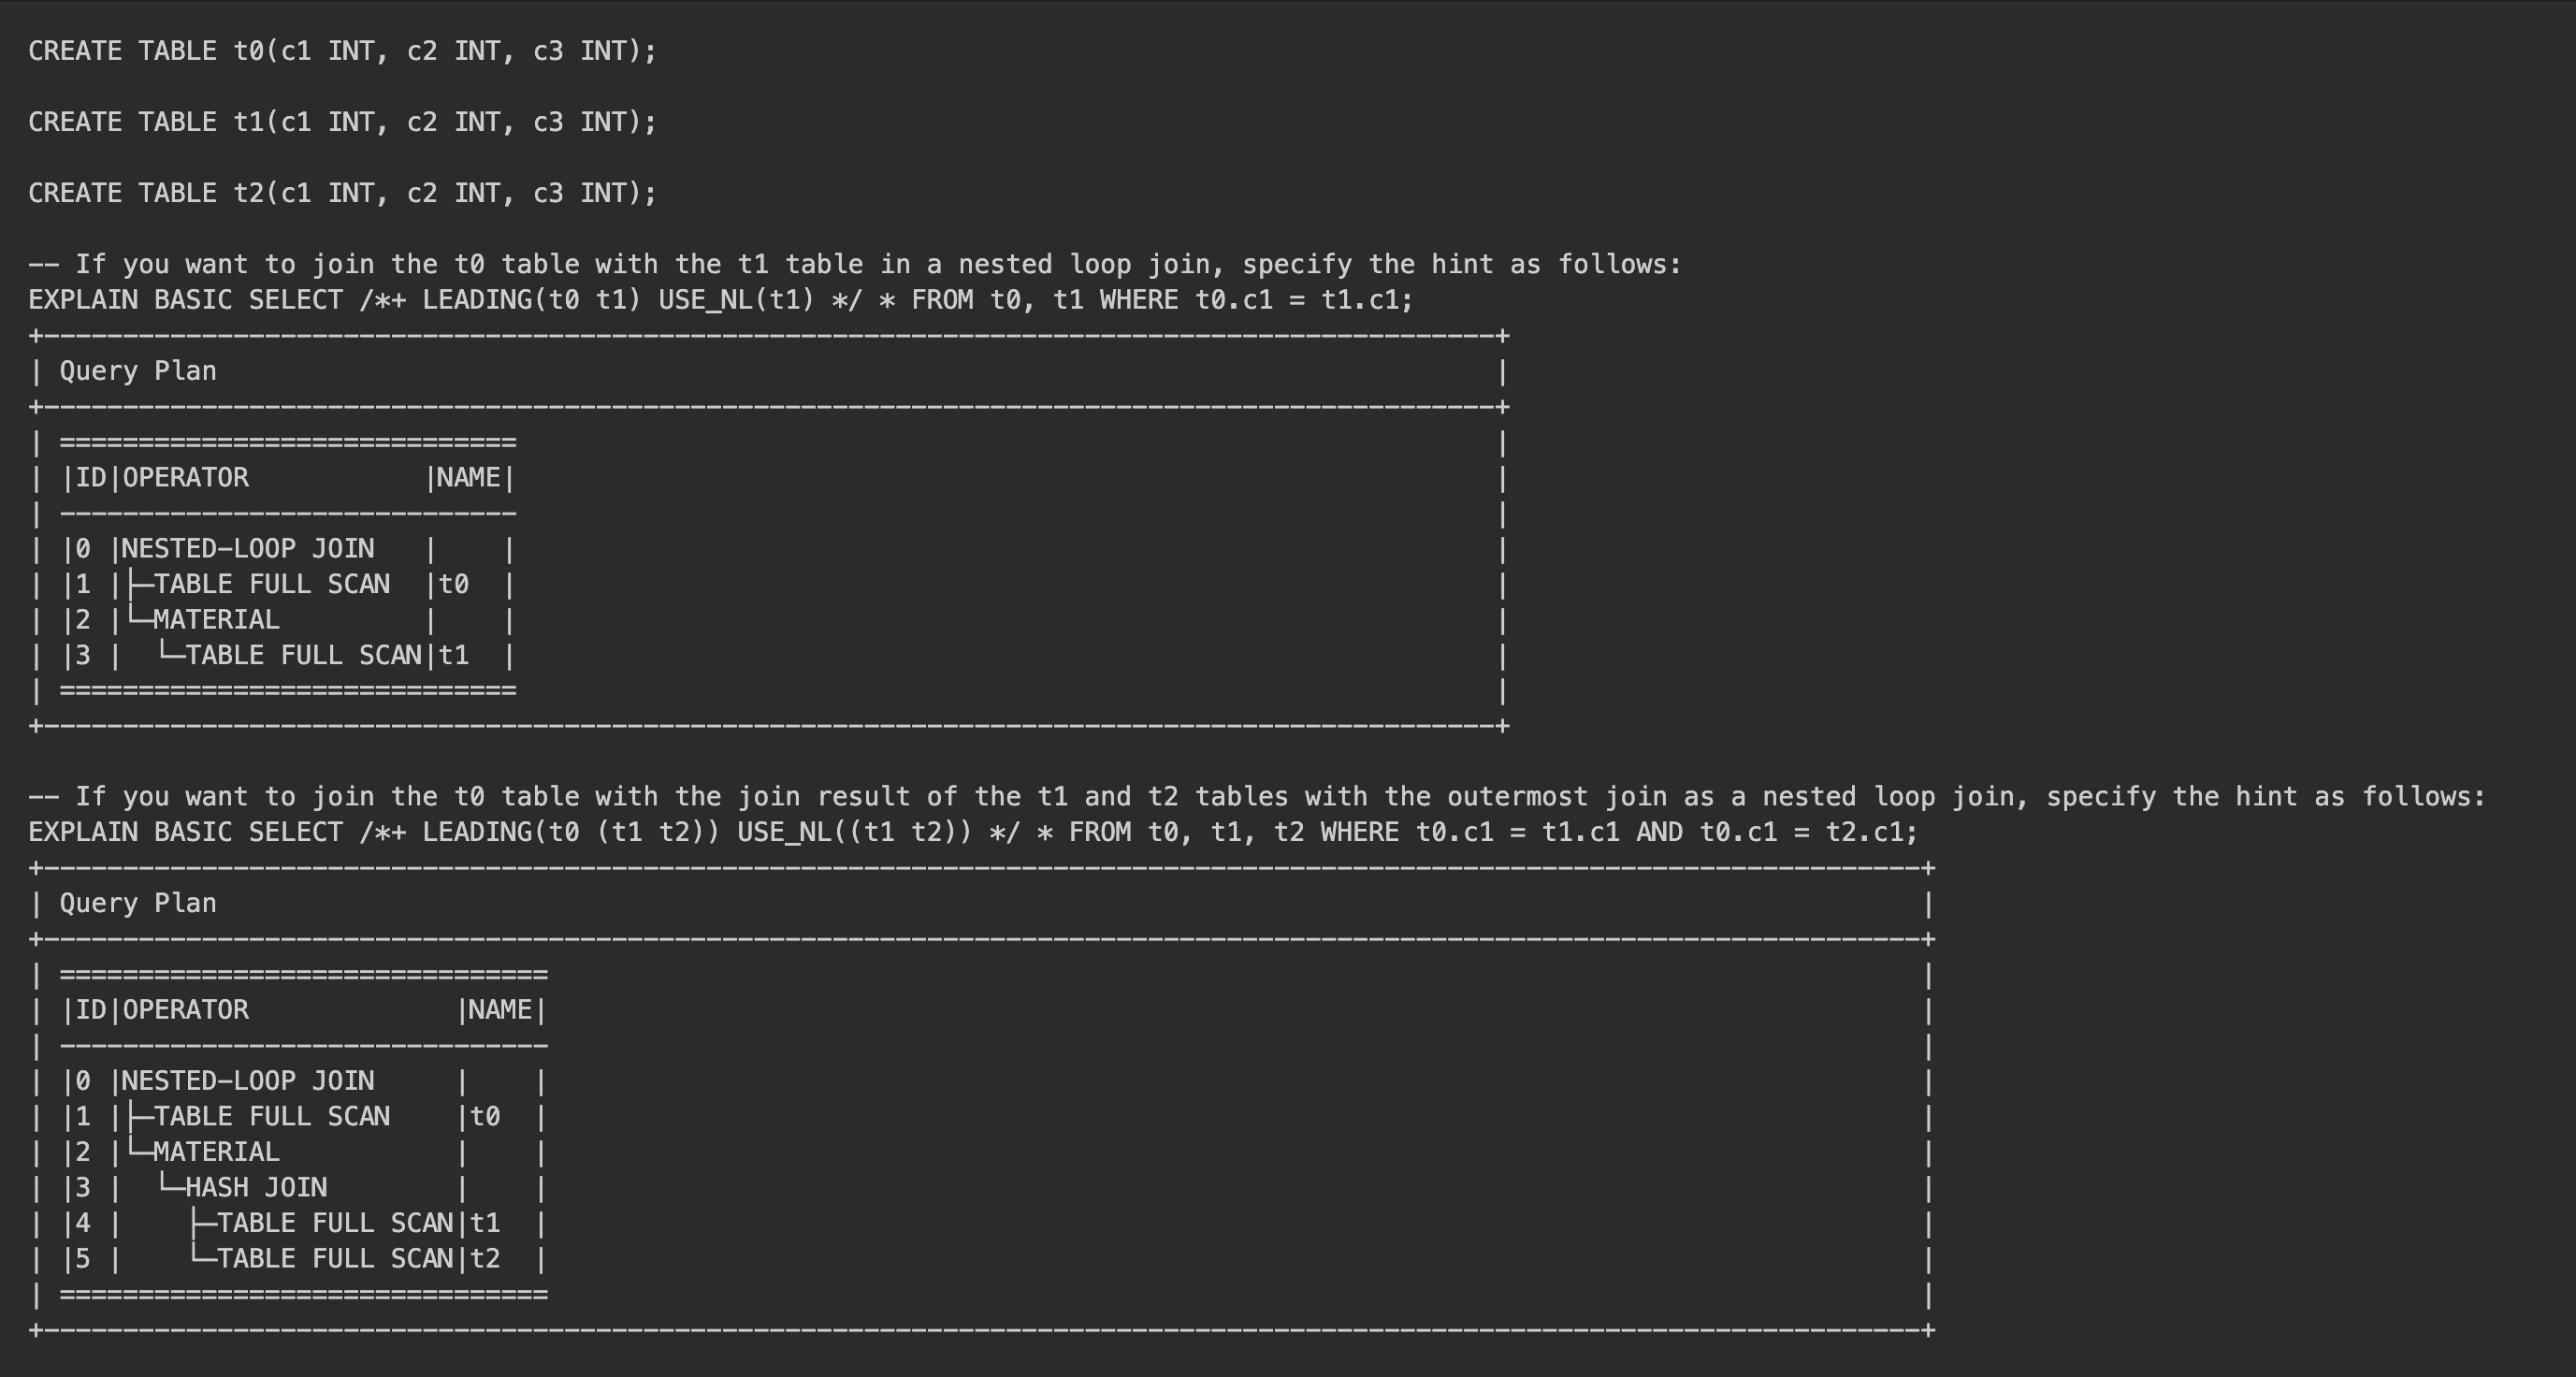 CREATE TABLE t0(c1 INT, c2 INT, c3 INT);
CREATE TABLE t1(c1 INT, c2 INT, c3 INT);
CREATE TABLE t2(c1 INT, c2 INT, c3 INT);
-- If you want to join the t0 table with the t1 table in a nested loop join, specify the hint as follows:
EXPLAIN BASIC SELECT /*+ LEADING(t0 t1) USE_NL(t1) */ * FROM t0, t1 WHERE t0.c1 = t1.c1;
+--------------------------------------------------------------------------------------------+
| Query Plan                                                                                 |
+--------------------------------------------------------------------------------------------+
| =============================                                                              |
| |ID|OPERATOR           |NAME|                                                              |
| -----------------------------                                                              |
| |0 |NESTED-LOOP JOIN   |    |                                                              |
| |1 |├─TABLE FULL SCAN  |t0  |                                                              |
| |2 |└─MATERIAL         |    |                                                              |
| |3 |  └─TABLE FULL SCAN|t1  |                                                              |
| =============================                                                              |
+--------------------------------------------------------------------------------------------+
-- If you want to join the t0 table with the join result of the t1 and t2 tables with the outermost join as a nested loop join, specify the hint as follows:
EXPLAIN BASIC SELECT /*+ LEADING(t0 (t1 t2)) USE_NL((t1 t2)) */ * FROM t0, t1, t2 WHERE t0.c1 = t1.c1 AND t0.c1 = t2.c1;
+-----------------------------------------------------------------------------------------------------------------------+
| Query Plan                                                                                                            |
+-----------------------------------------------------------------------------------------------------------------------+
| ===============================                                                                                       |
| |ID|OPERATOR             |NAME|                                                                                       |
| -------------------------------                                                                                       |
| |0 |NESTED-LOOP JOIN     |    |                                                                                       |
| |1 |├─TABLE FULL SCAN    |t0  |                                                                                       |
| |2 |└─MATERIAL           |    |                                                                                       |
| |3 |  └─HASH JOIN        |    |                                                                                       |
| |4 |    ├─TABLE FULL SCAN|t1  |                                                                                       |
| |5 |    └─TABLE FULL SCAN|t2  |                                                                                       |
| ===============================                                                                                       |
+-----------------------------------------------------------------------------------------------------------------------+